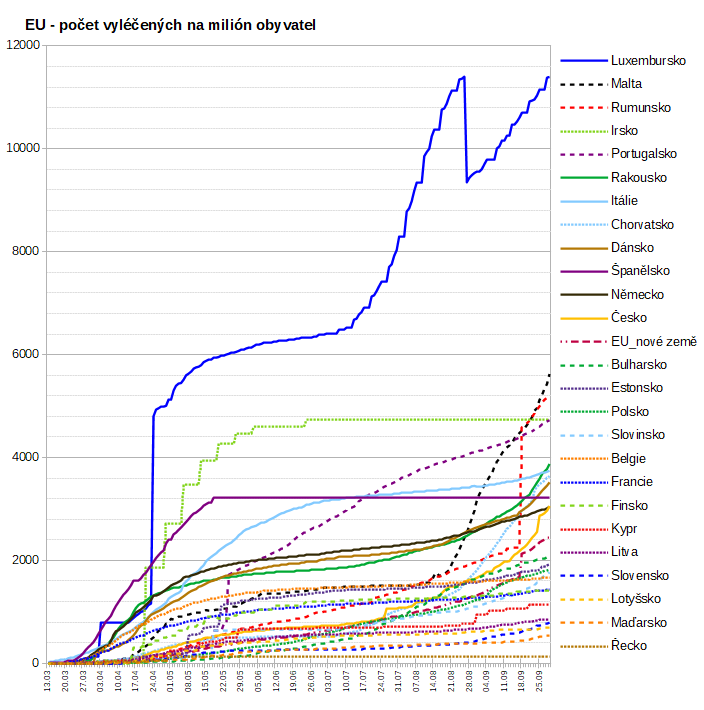 EU - počet vyléčených na milión obyvatel
12000
10000
8000
6000
4000
2000
0
13.03 20.03 27.03 03.04 10.04 17.04 24.04 01.05 08.05 15.05 22.05 29.05 05.06 12.06 19.06 26.06 03.07 10.07 17.07 24.07 31.07 07.08 14.08 21.08 28.08 04.09 11.09 18.09 25.09
Luxembursko
Malta
Rumunsko
Irsko
Portugalsko
Rakousko
Itálie
Chorvatsko
Dánsko
Španělsko
Německo
Česko
EU_nové země
Bulharsko
Estonsko
Polsko
Slovinsko
Belgie
Francie
Finsko
Kypr
Litva
Slovensko
Lotyšsko
Maďarsko
Řecko